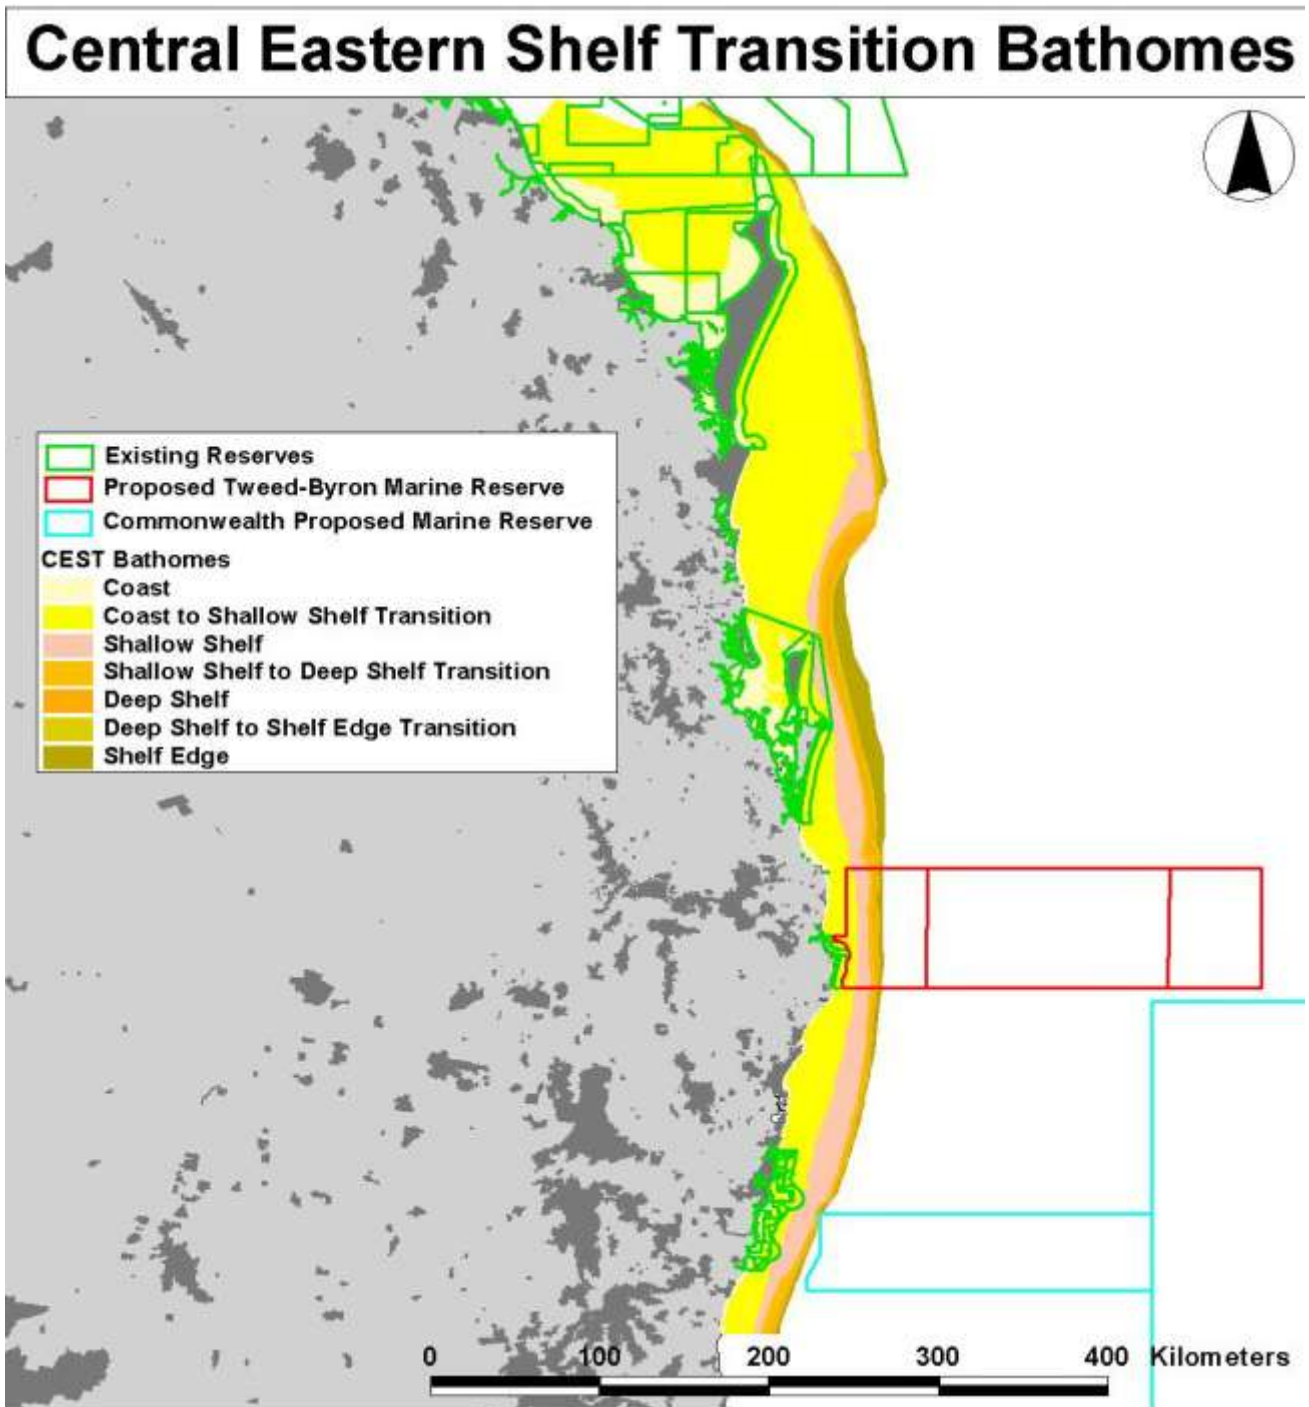 Central Eastern Shelf Transition Bathomes
Existing Reserves
Proposed Tweed-Byron Marine Reserve
Commonwealth Proposed Marine Reserve
CEST Bathomes
Coast
Coast to Shallow Shelf Transition
Shallow Shelf
Shallow Shelf to Deep Shelf Transition
Deep Shelf
Deep Shelf to Shelf Edge Transition
Shelf Edge
0 100 200 300 400 Kilometers